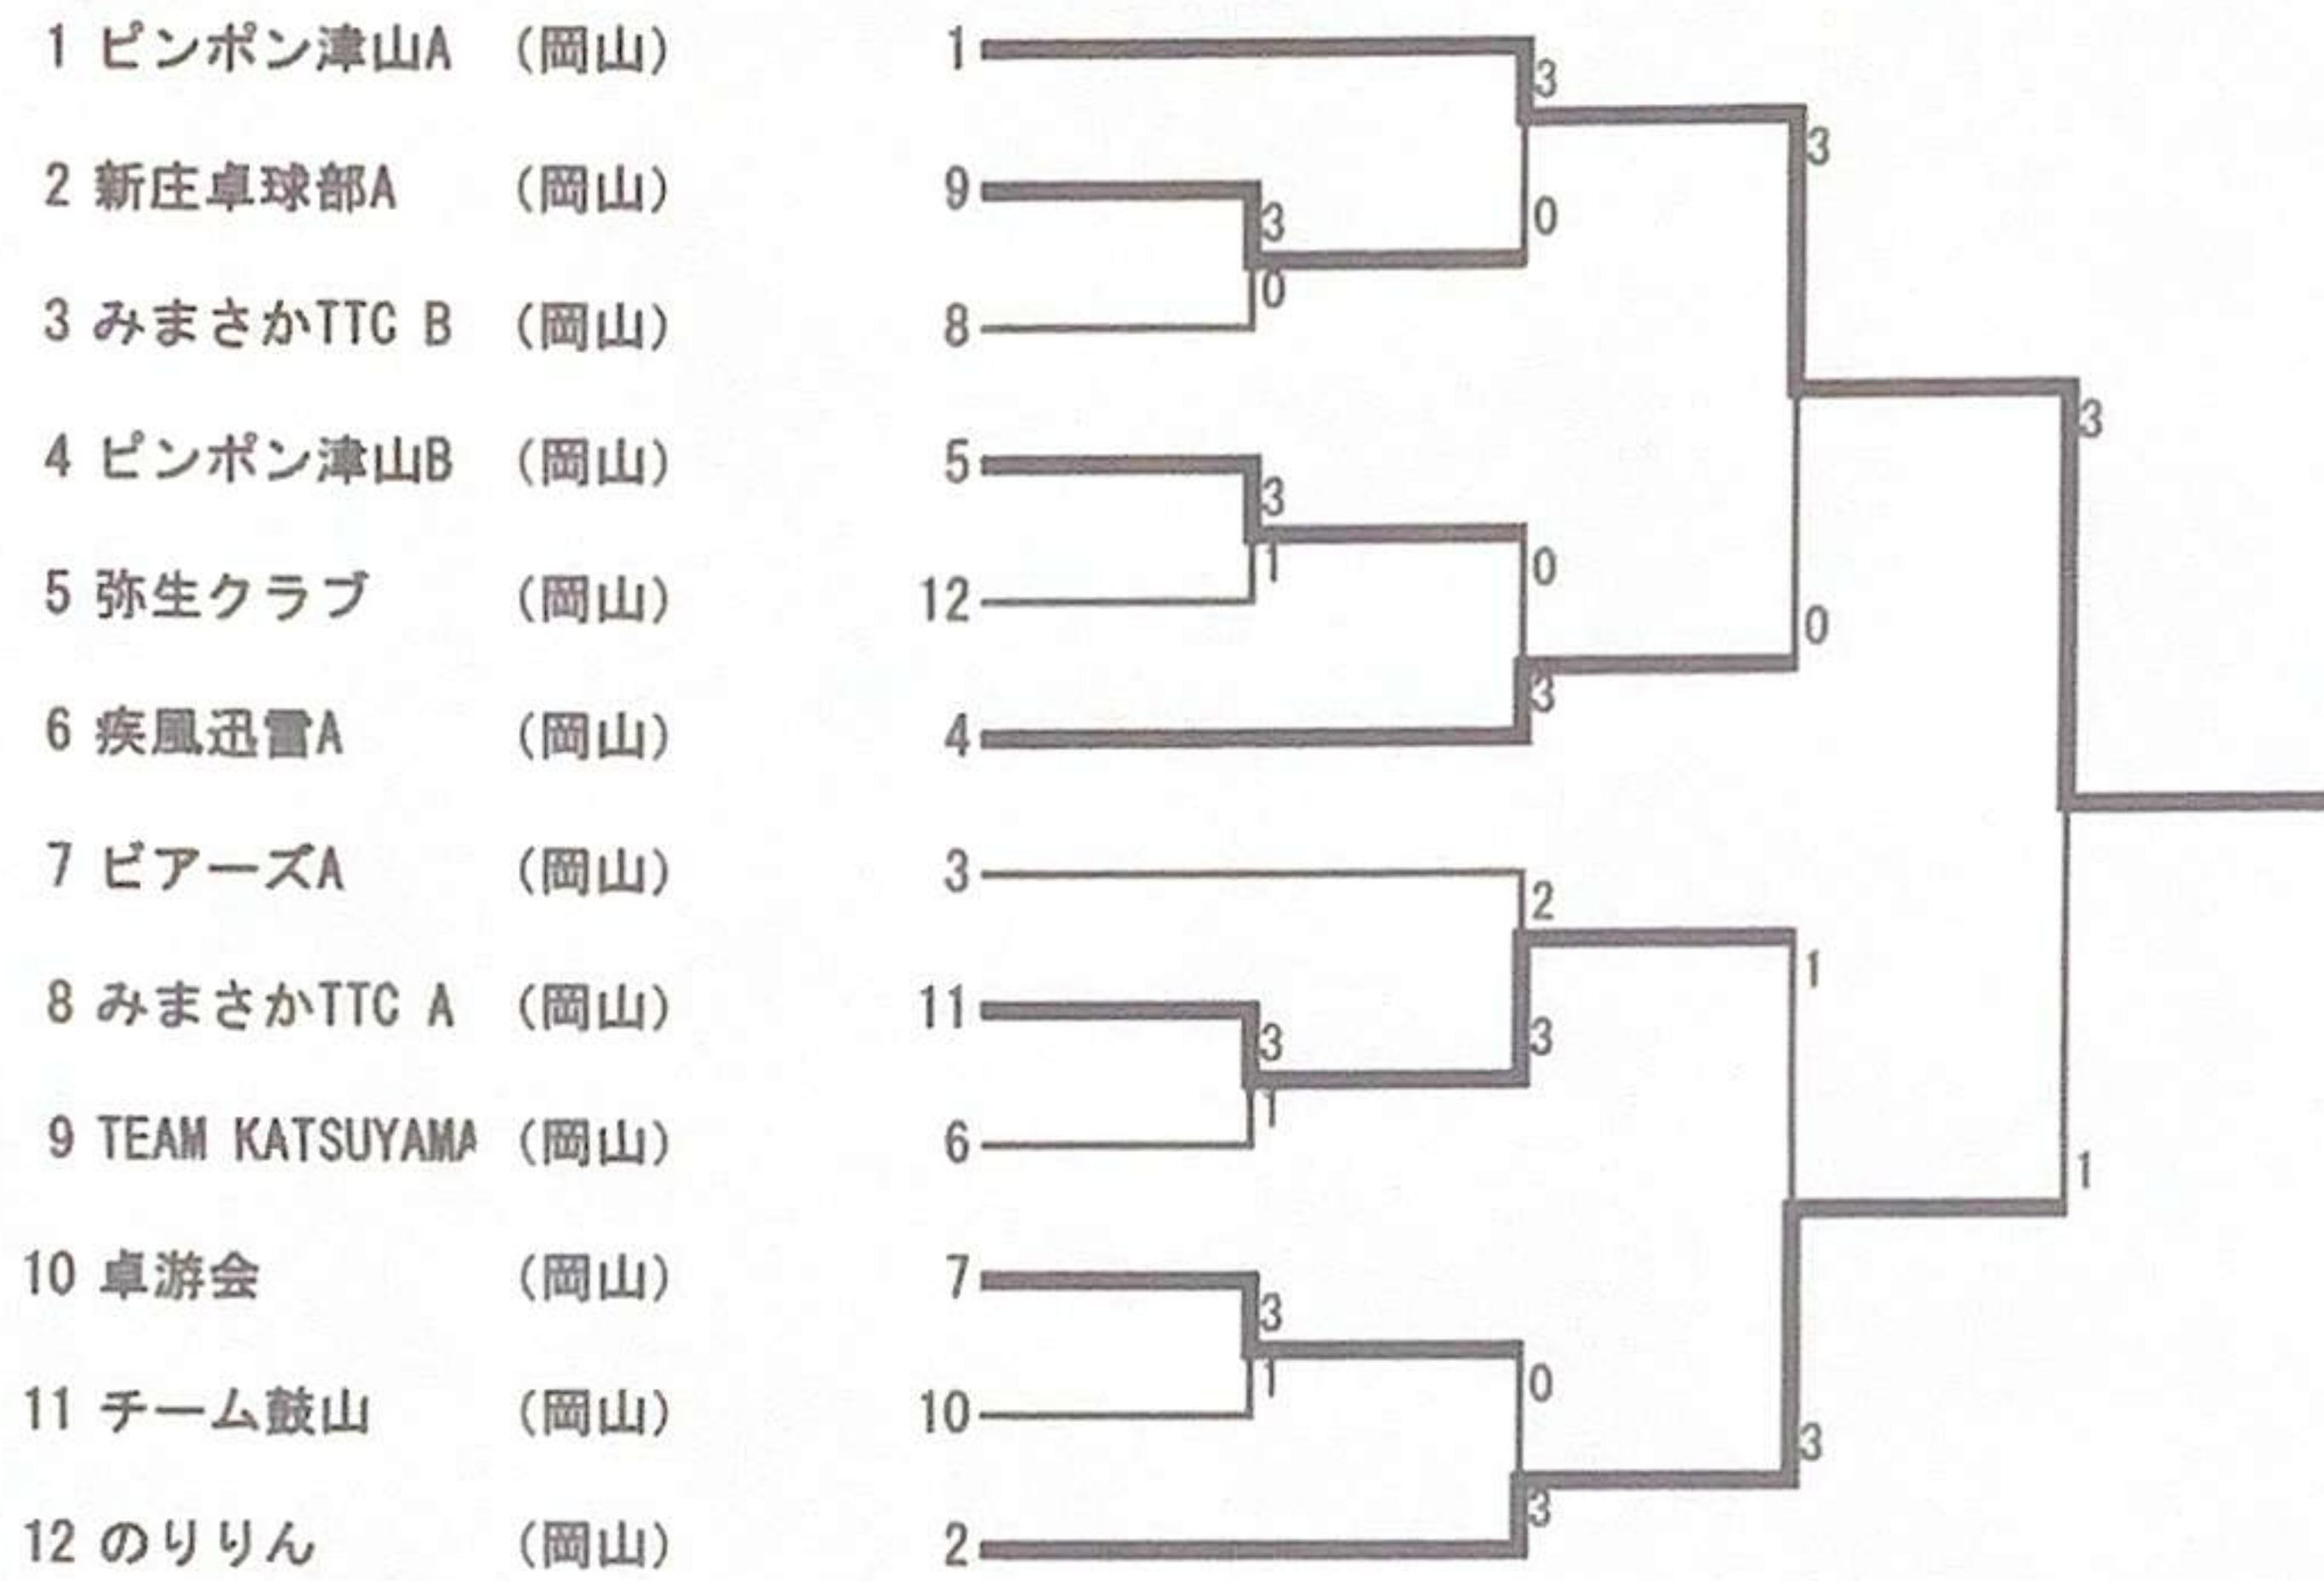 1 ピンポン津山A (岡山) 1
3
2 新庄卓球部A (岡山) 9
3
3
0
0
3 みまさかTTC B (岡山) 8
3
4 ピンポン津山B (岡山) 5
3
1
0
5 弥生クラブ (岡山) 12
0
3
6 疾風迅雷A (岡山) 4
7 ビアーズA (岡山) 3
2
1
8 みまさかTTC A (岡山) 11
3
3
1
9 TEAM KATSUYAMA (岡山) 6
1
10 卓游会 (岡山) 7
3
1
0
11 チーム鼓山 (岡山) 10
3
3
12 のりりん (岡山) 2